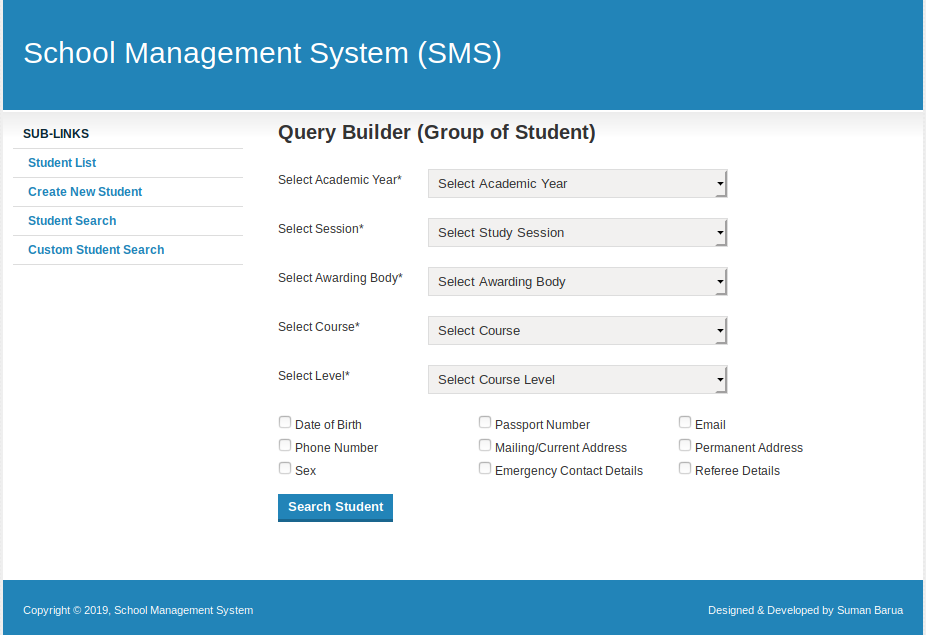 School Management System (SMS)
SUB-LINKS
Student List
Create New Student
Student Search
Custom Student Search
Query Builder (Group of Student)
Select Academic Year* Select Academic Year
Select Session* Select Study Session
Select Awarding Body* Select Awarding Body
Select Course* Select Course
Select Level* Select Course Level
Date of Birth Passport Number Email
Phone Number Mailing/Current Address Permanent Address
Sex Emergency Contact Details Referee Details
Search Student
Copyright © 2019, School Management System Designed & Developed by Suman Barua